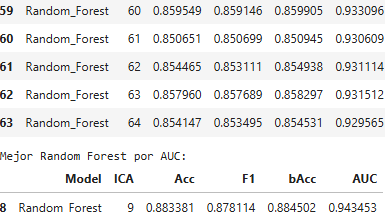 59 Random_Forest 60 0.859549 0.859146 0.859905 0.933096
60 Random_Forest 61 0.850651 0.850699 0.850945 0.930609
61 Random_Forest 62 0.854465 0.853111 0.854938 0.931114
62 Random_Forest 63 0.857960 0.857689 0.858297 0.931512
63 Random_Forest 64 0.854147 0.853495 0.854531 0.929565
Mejor Random Forest por AUC:
Model ICA Acc F1 bAcc AUC
8 Random_Forest 9 0.883381 0.878114 0.884502 0.943453